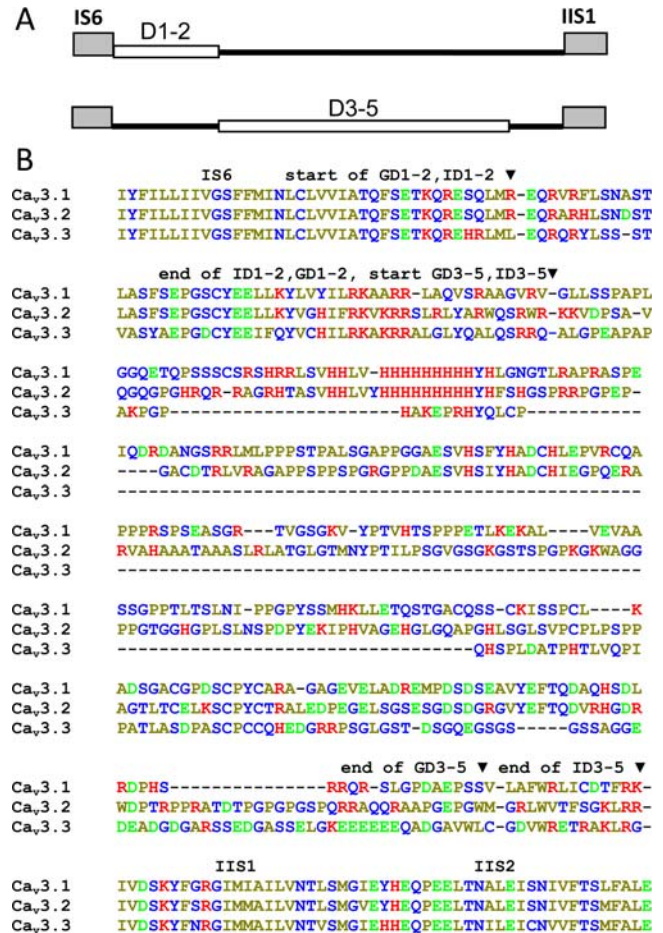 A
IS6
IIS1
D1-2
D3-5
B
IS6 start of GD1-2,ID1-2 ▼
Cav3.1 IYFILLIIVGSFFMINLCLVVIATQFSETKQRESQLMR-EQRVRFLSNAST
Cav3.2 IYFILLIIVGSFFMINLCLVVIATQFSETKQRESQLMR-EQRARHLSNDST
Cav3.3 IYFILLIIVGSFFMINLCLVVIATQFSETKQREHRLML-EQRQRYLSS-ST
end of ID1-2,GD1-2, start GD3-5,ID3-5▼
Cav3.1 LASFSEPGSCYEELLKYLVYILRKAARR-LAQVSRAAGVRV-GLLSSPAPL
Cav3.2 LASFSEPGSCYEELLKYVGHIFRKVKRRSLRLYARWQSRWR-KKVDPSA-V
Cav3.3 VASYAEPGDCYEEIFQYVCHILRKAKRRALGLYQALQSRRQ-ALGPEAPAP
Cav3.1 GGQETQPSSSCSRSHRRLSVHHLV-HHHHHHHHHYHLGNGTLRAPRASPE
Cav3.2 QGQGPGHRQR-RAGRHTASVHHLVYHHHHHHHHHYHFSHGSPRRPGPEP-
Cav3.3 AKPGP------------------HAKEPRHYQLCP-----------
Cav3.1 IQDRDANGSRRLMLPPPSTPALSGAPPGGAESVHSFYHADCHLEPVRCQA
Cav3.2 ----GACDTRLVRAGAPPSPPSPGRGPPDAESVHSIYHADCHIEGPQERA
Cav3.3 --------------------------------------------------
Cav3.1 PPPRSPSEASGR---TVGSGKV-YPTVHTSPPPETLKEKAL----VEVAA
Cav3.2 RVAHAAATAAASLRLATGLGTMNYPTILPSGVGSGKGSTSPGPKGKWAGG
Cav3.3 --------------------------------------------------
Cav3.1 SSGPPTLTSLNI-PPGPYSSMHKLLETQSTGACQSS-CKISSPCL----K
Cav3.2 PPGTGGHGPLSLNSPDPYEKIPHVAGEHGLGQAPGHLSGLSVPCPLPSPP
Cav3.3 ----------------------------------QHSPLDATPHTLVQPI
Cav3.1 ADSGACGPDSCPYCARA-GAGEVELADREMPDSDSEAVYEFTQDAQHSDL
Cav3.2 AGTLTCELKSCPYCTRALEDPEGELSGSESGDSDGRGVYEFTQDVRHGDR
Cav3.3 PATLASDPASCPCCQHEDGRRPSGLGST-DSGQEGSGS----GSSAGGE
end of GD3-5 ▼ end of ID3-5 ▼
Cav3.1 RDPHS---------------RRQR-SLGPDAEPSSV-LAFWRLICDTFRK-
Cav3.2 WDPTRPPRATDTPGPGPGSPQRRAQQRAAPGEPGWM-GRLWVTFSGKLRR-
Cav3.3 DEADGDGARSSEDGASSELGKEEEEEEQADGAVWLC-GDVWRETRAKLRG-
IIS1 IIS2
Cav3.1 IVDSKYFGRGIMIAILVNTLSMGIEYHEQPEELTNALEISNIVFTSLFALE
Cav3.2 IVDSKYFSRGIMMAILVNTLSMGVEYHEQPEELTNALEISNIVFTSMFALE
Cav3.3 IVDSKYFNRGIMMAILVNTVSMGIEHHEQPEELTNILEICNVVFTSMFALE